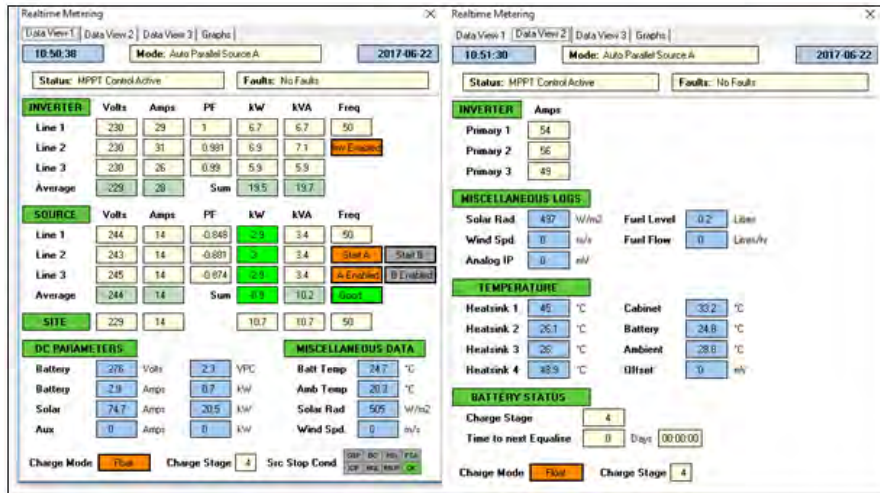 Realtime Metering
Data View 1 Data View 2 Data View 3 Graphs
10:50:38 Mode: Auto Parallel Source A 2017-06-22
Status: MPPT Control Active Faults: No Faults
INVERTER Volts Amps PF kW kVA Freq
Line 1 230 29 1 6.7 6.7 50
Line 2 230 31 0.981 6.9 7.1 Inv Enabled
Line 3 230 26 0.99 5.9 5.9
Average 229 28 Sum 19.5 19.7
SOURCE Volts Amps PF kW kVA Freq
Line 1 244 14 -0.848 3.4 50
Line 2 243 14 3.4 Start A Start B
Line 3 245 14 -0.874 3.4 A Enabled B Enabled
Average 244 14 Sum 10.2 Good
SITE 229 14 10.7 10.7 50
DC PARAMETERS MISCELLANEOUS DATA
Battery 276 Volts 2.3 VPC Batt Temp 24.7 °C
Battery 2.9 Amps 0.7 kW Amb Temp 20.3 °C
Solar 74.7 Amps 20.5 kW Solar Rad 505 W/m2
Aux 0 Amps 0 kW Wind Spd 0 m/s
Charge Mode Float Charge Stage 4 Src Stop Cond OK
Realtime Metering
Data View 1 Data View 2 Data View 3 Graphs
10:51:30 Mode: Auto Parallel Source A 2017-06-22
Status: MPPT Control Active Faults: No Faults
INVERTER Amps
Primary 1 54
Primary 2 56
Primary 3 49
MISCELLANEOUS LOGS
Solar Rad 497 W/m2 Fuel Level 0.2 Litres
Wind Spd 0 m/s Fuel Flow 0 Litres/hr
Analog IP 0 mV
TEMPERATURE
Heatsink 1 45 °C Cabinet 33.2 °C
Heatsink 2 26.1 °C Battery 24.8 °C
Heatsink 3 26 °C Ambient 28.8 °C
Heatsink 4 °C Offset 0 mV
BATTERY STATUS
Charge Stage 4
Time to next Equalise 0 Days 00:00:00
Charge Mode Float Charge Stage 4